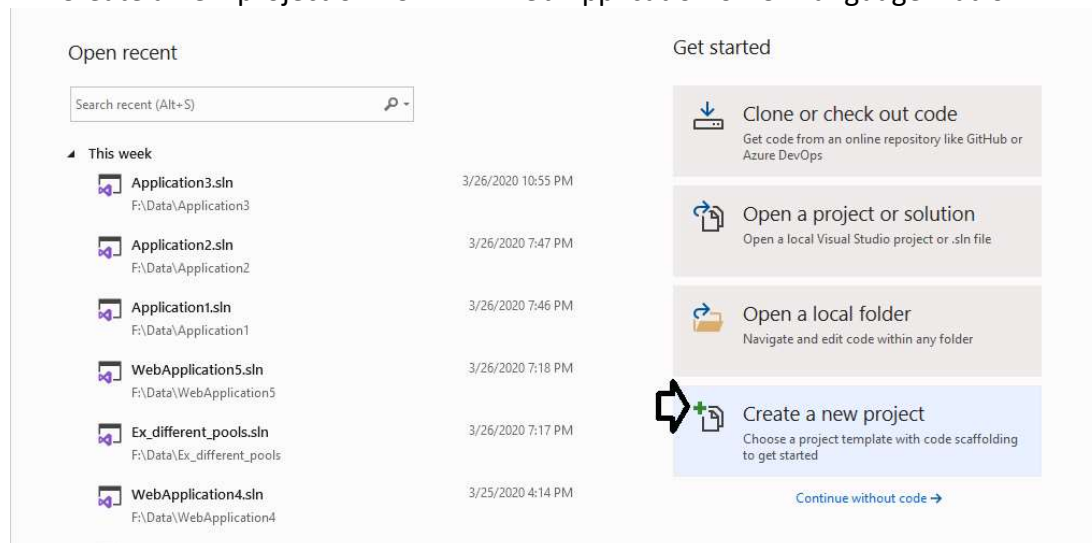 Open recent
Search recent (Alt+S)
This week
Application3.sln
3/26/2020 10:55 PM
F:\Data\Application3
Application2.sln
3/26/2020 7:47 PM
F:\Data\Application2
Application1.sln
3/26/2020 7:46 PM
F:\Data\Application1
WebApplication5.sln
3/26/2020 7:18 PM
F:\Data\WebApplication5
Ex_different_pools.sln
3/26/2020 7:17 PM
F:\Data\Ex_different_pools
WebApplication4.sln
3/25/2020 4:14 PM
F:\Data\WebApplication4
Get started
Clone or check out code
Get code from an online repository like GitHub or
Azure DevOps
Open a project or solution
Open a local Visual Studio project or .sln file
Open a local folder
Navigate and edit code within any folder
Create a new project
Choose a project template with code scaffolding
to get started
Continue without code →